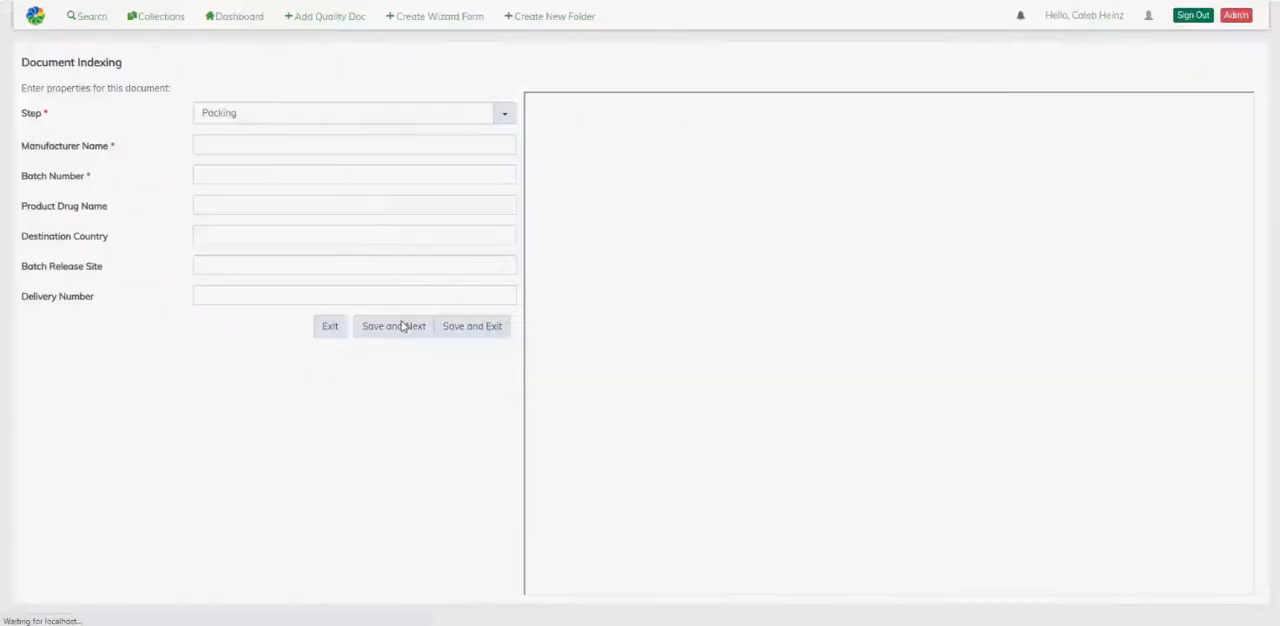 Search Collections Dashboard + Add Quality Doc + Create Wizard Form + Create New Folder Hello, Caleb Heinz Sign Out Admin
Document Indexing
Enter properties for this document:
Step * Packing
Manufacturer Name *
Batch Number *
Product Drug Name
Destination Country
Batch Release Site
Delivery Number
Exit Save and Next Save and Exit
Waiting for localhost...